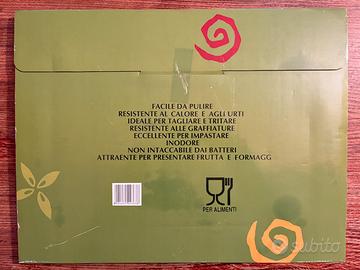 FACILE DA PULIRE
RESISTENTE AL CALORE E AGLI URTI
IDEALE PER TAGLIARE E TRITARE
RESISTENTE ALLE GRAFFIATURE
ECCELLENTE PER IMPASTARE
INODORE
NON INTACCABILE DAI BATTERI
ATTRAENTE PER PRESENTARE FRUTTA E FORMAGG
PER ALIMENTI
subito